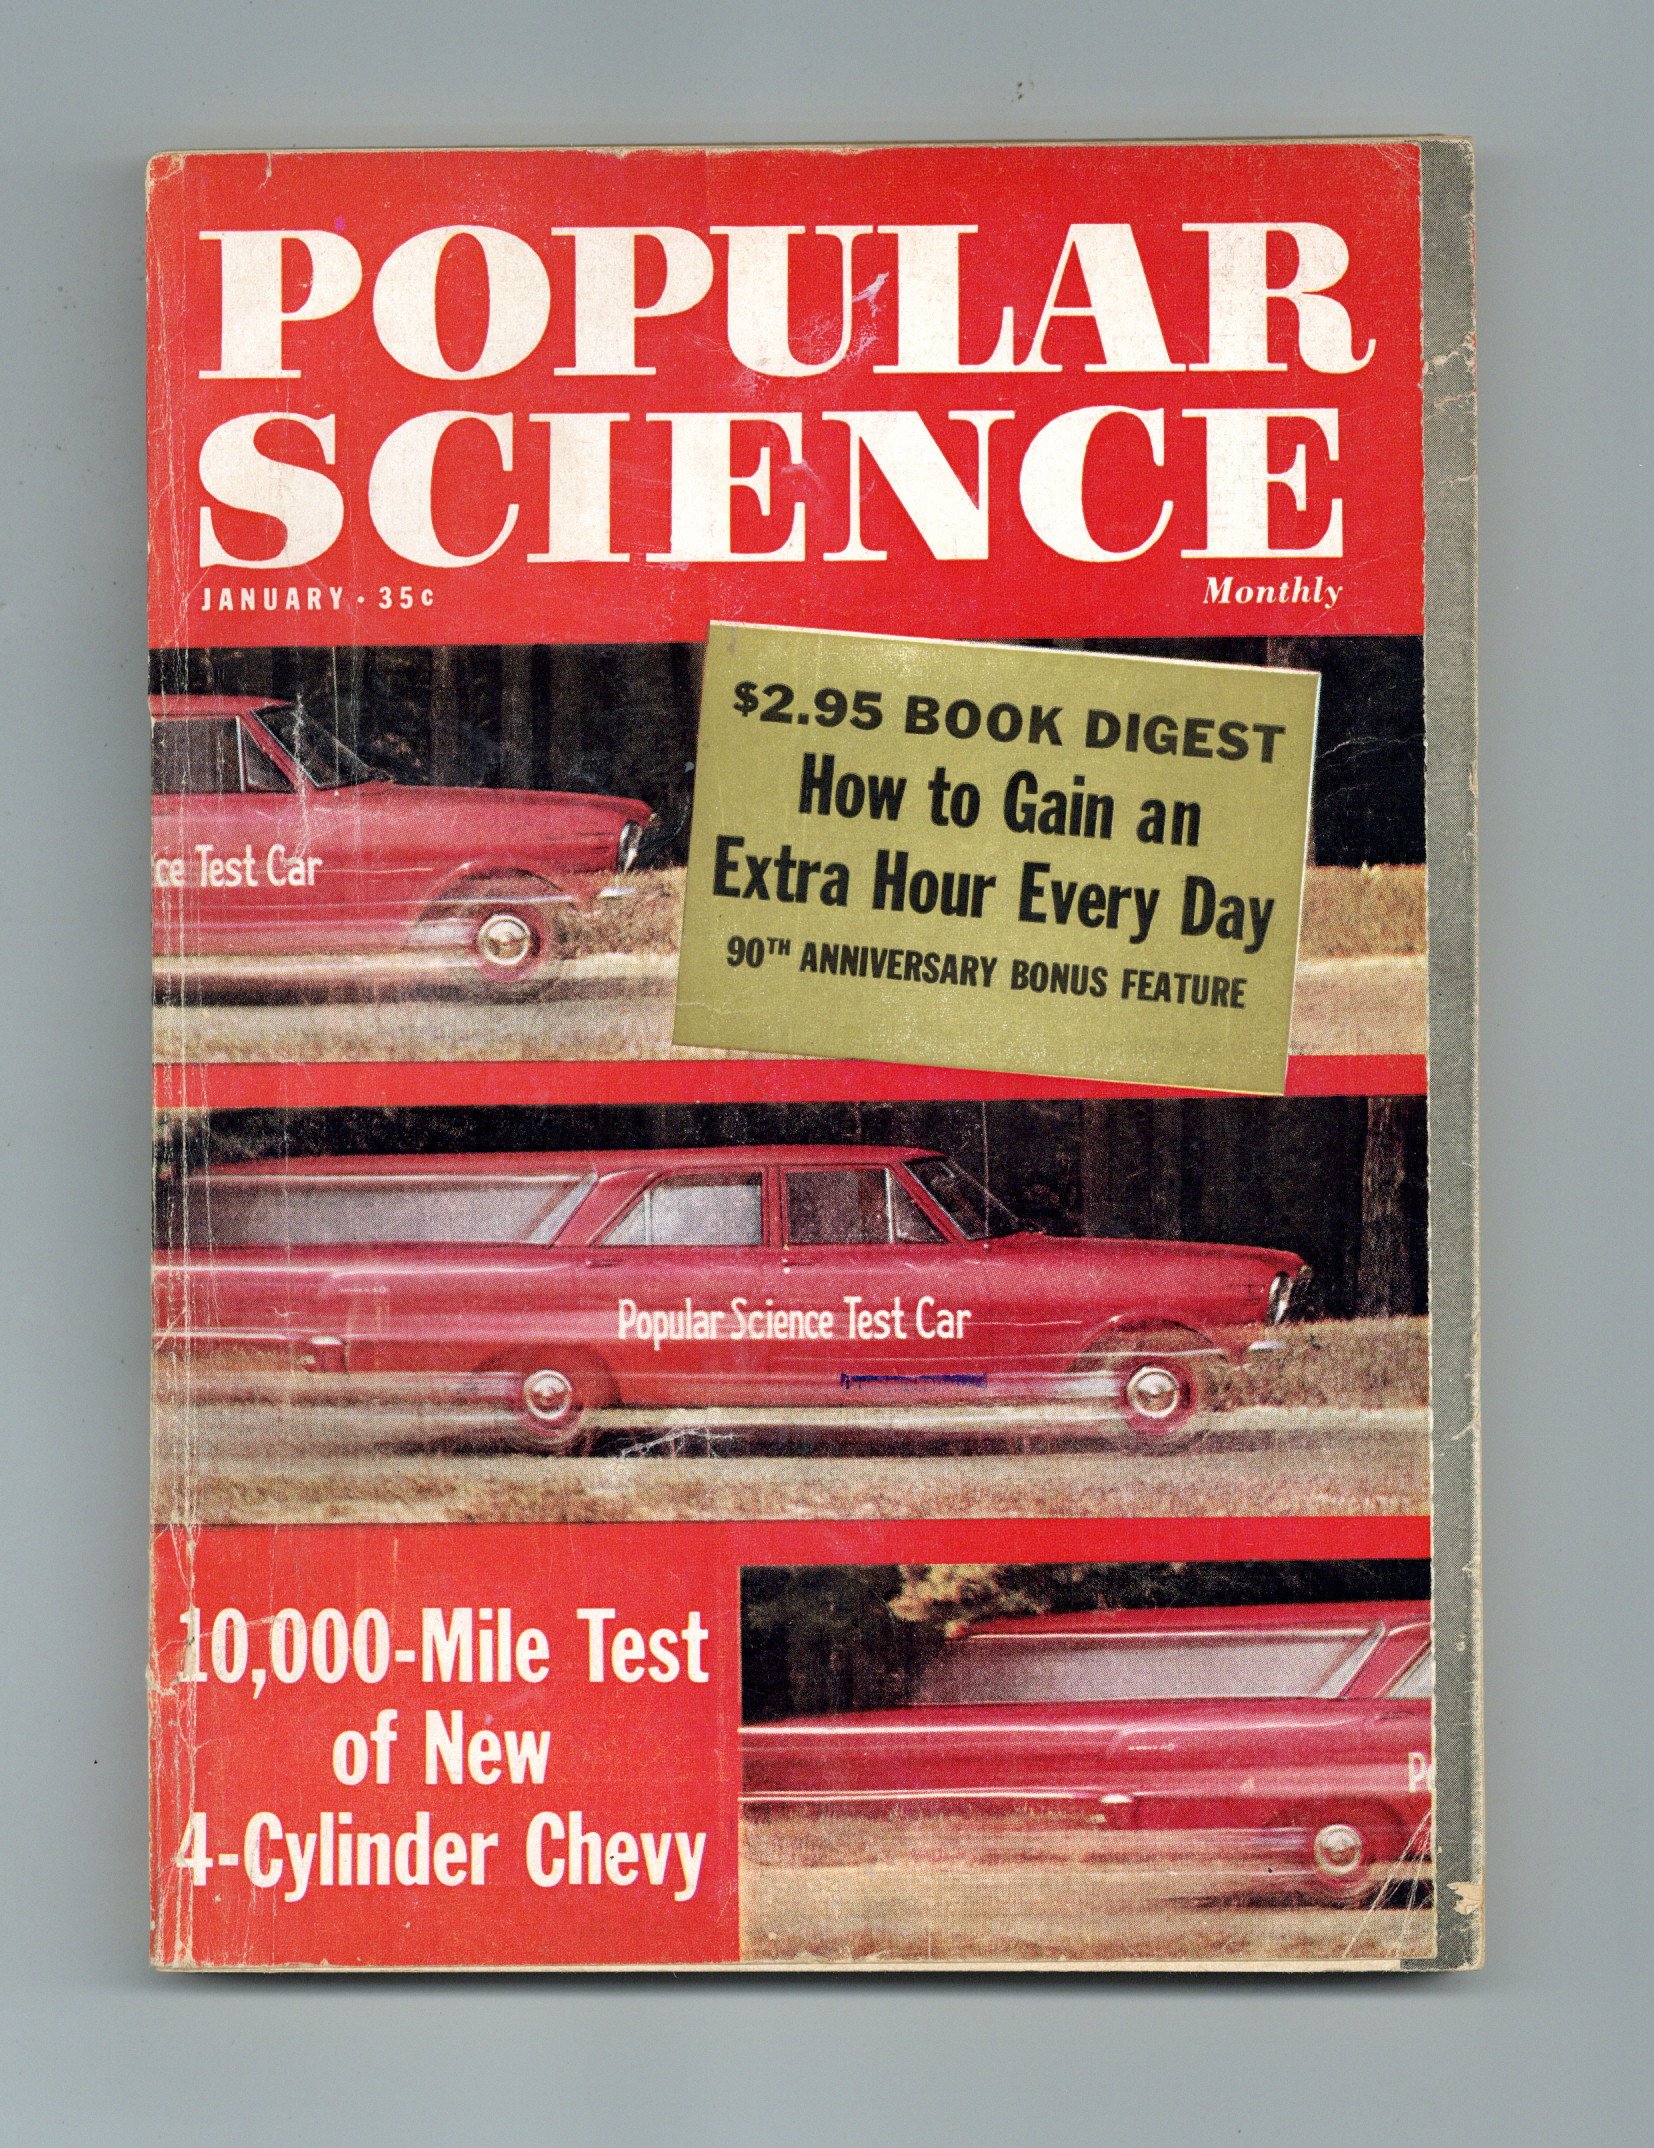 POPULAR
SCIENCE
JANUARY · 35¢
Monthly
$2.95 BOOK DIGEST
How to Gain an
Extra Hour Every Day
90TH ANNIVERSARY BONUS FEATURE
ce Test Car
Popular Science Test Car
10,000-Mile Test
of New
4-Cylinder Chevy
Po